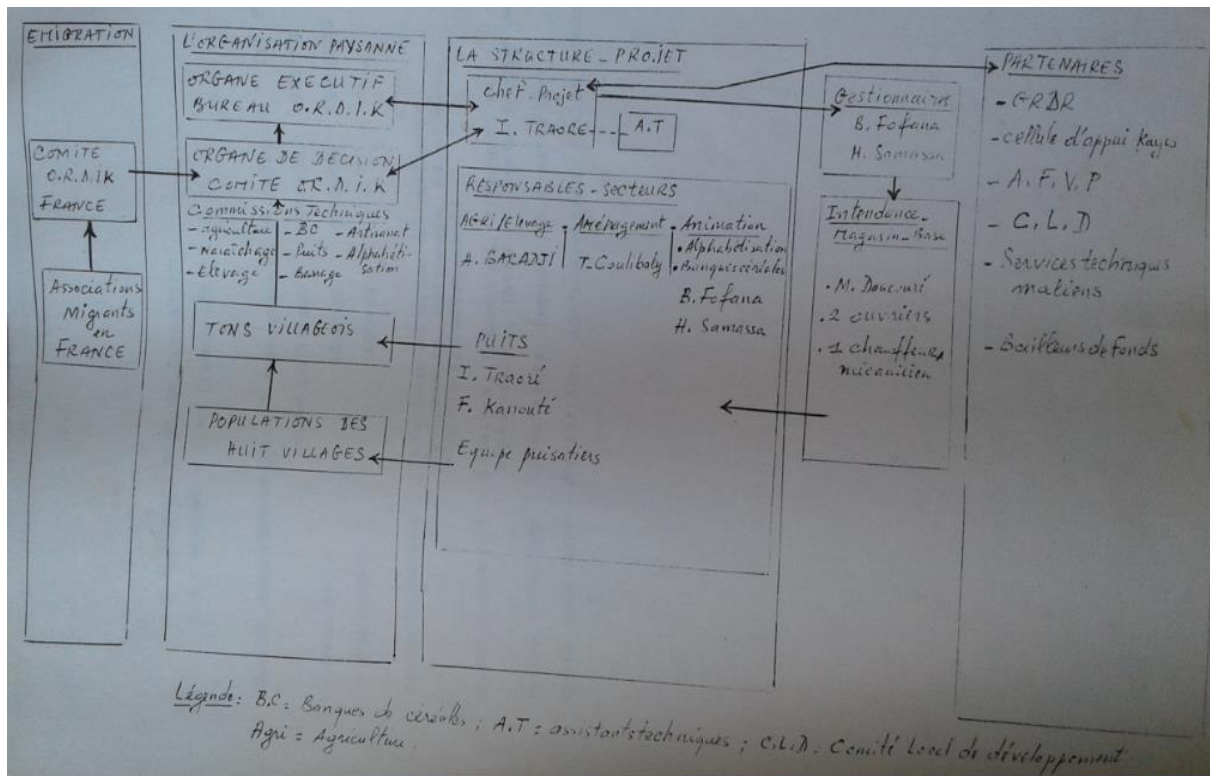 EMIGRATION
COMITE
O.R.D.iK
FRANCE
Associations
Migrants
en
FRANCE
L'ORGANISATION PAYSANNE
ORGANE EXECUTIF
BUREAU O.R.D.I.K
ORGANE DE DECISION
COMITE O.R.D.i.K
Commissions Techniques
- agriculture
- Maraîchage
- Elevage
- BC
- Puits
- Artisanat
- Alphabéti-
sation
TONS VILLAGEOIS
POPULATIONS DES
HUIT VILLAGES
LA STRUCTURE - PROJET
Chef-Projet
I. TRAORE
A.T
RESPONSABLES - Secteurs
AGRI/Elevage
A. BARADJI
Aménagement
T. Coulibaly
Animation
• Alphabétisation
• Banques céréales
B. Fofana
H. Samassa
PUITS
I. Traoré
F. Kanouté
Equipe puisatiers
Gestionnaires
B. Fofana
H. Samassa
Intendance-
Magasin-Base
• M. Doucouré
• 2 ouvriers
• 1 chauffeur
mécanicien
PARTENAIRES
- GRDR
- cellule d'appui Kayes
- A.F.V.P
- C.L.D
- Services techniques
maliens
- Bailleurs de fonds
Légende: B.C = Banques de céréales ; A.T = assistants techniques ; C.L.D = Comité Local de développement
Agri = Agriculture